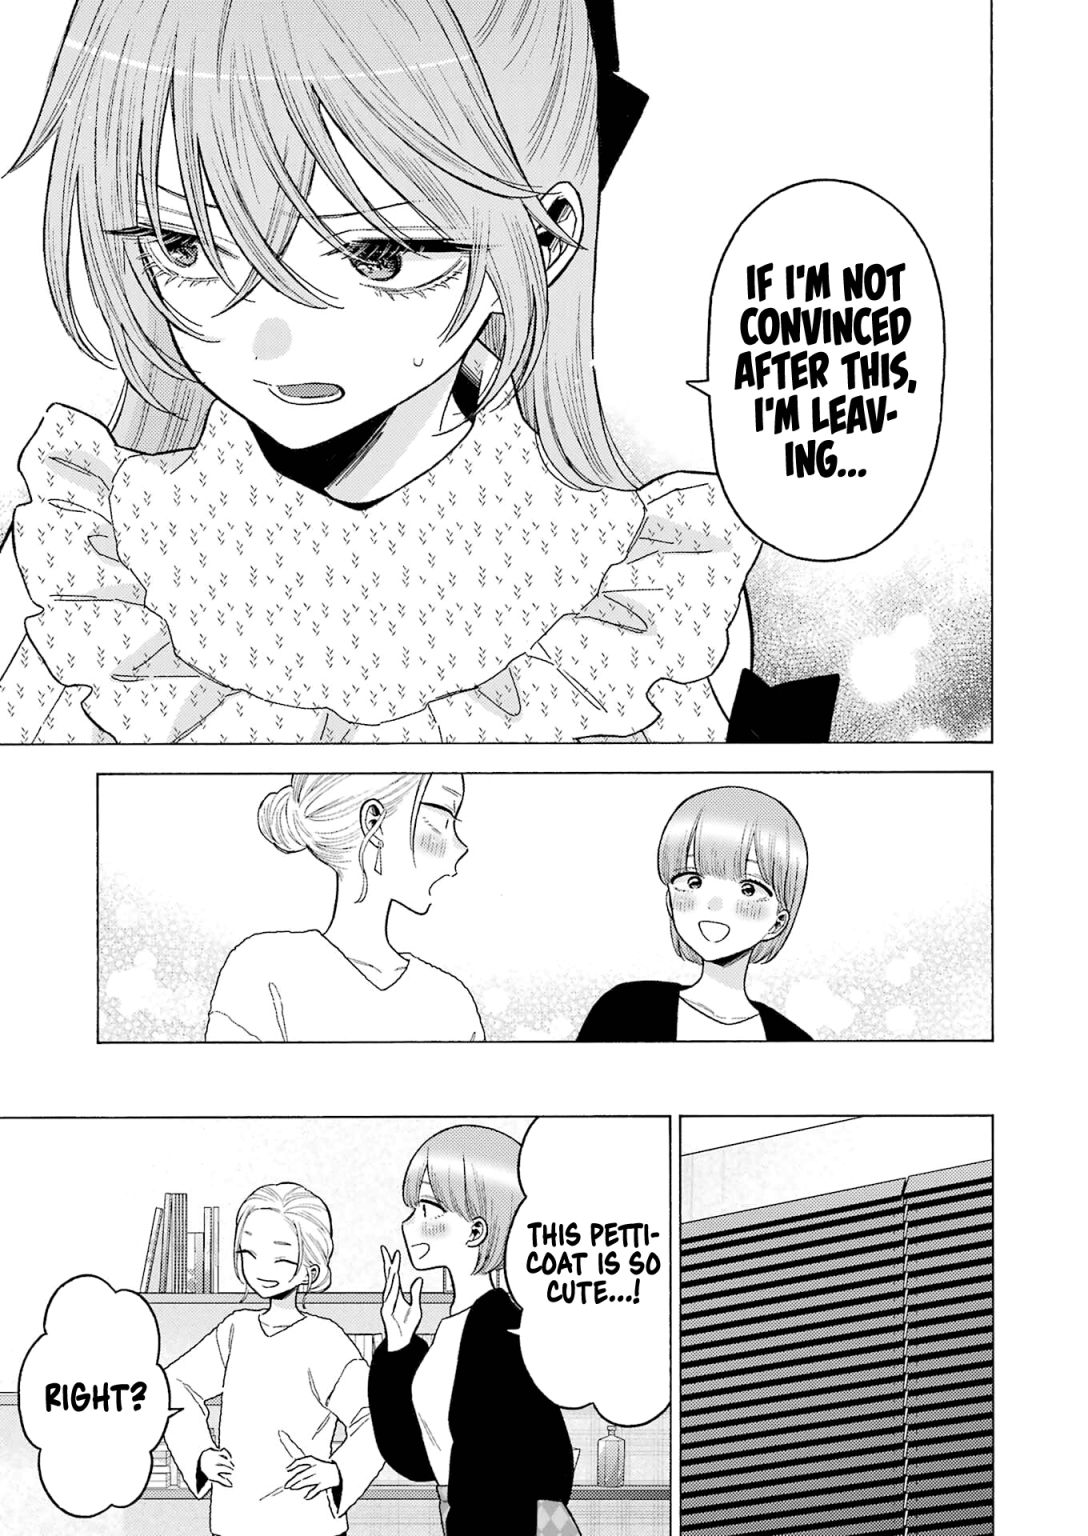 IF I'M NOT
CONVINCED
AFTER THIS,
I'M LEAV-
ING...
THIS PETTI-
COAT IS SO
CUTE...!
RIGHT?